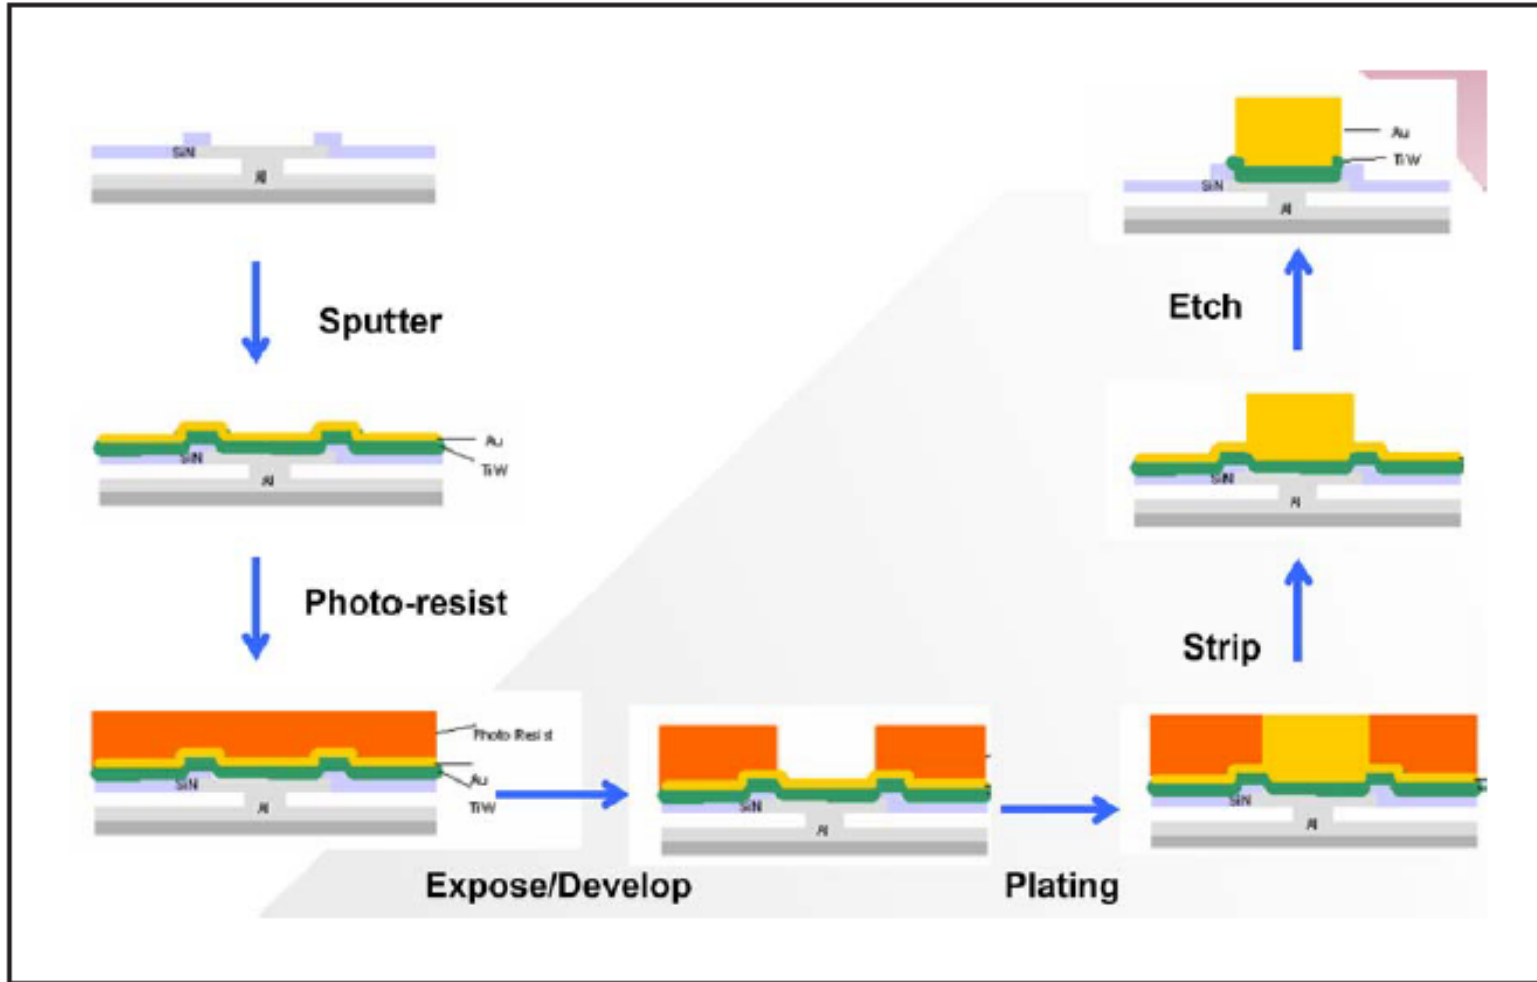 SiN
Al
Sputter
Au
TiW
SiN
Al
Photo-resist
Photo Resist
Au
TiW
SiN
Al
Expose/Develop
SiN
Al
Plating
SiN
Al
Strip
SiN
Al
Etch
Au
TiW
SiN
Al